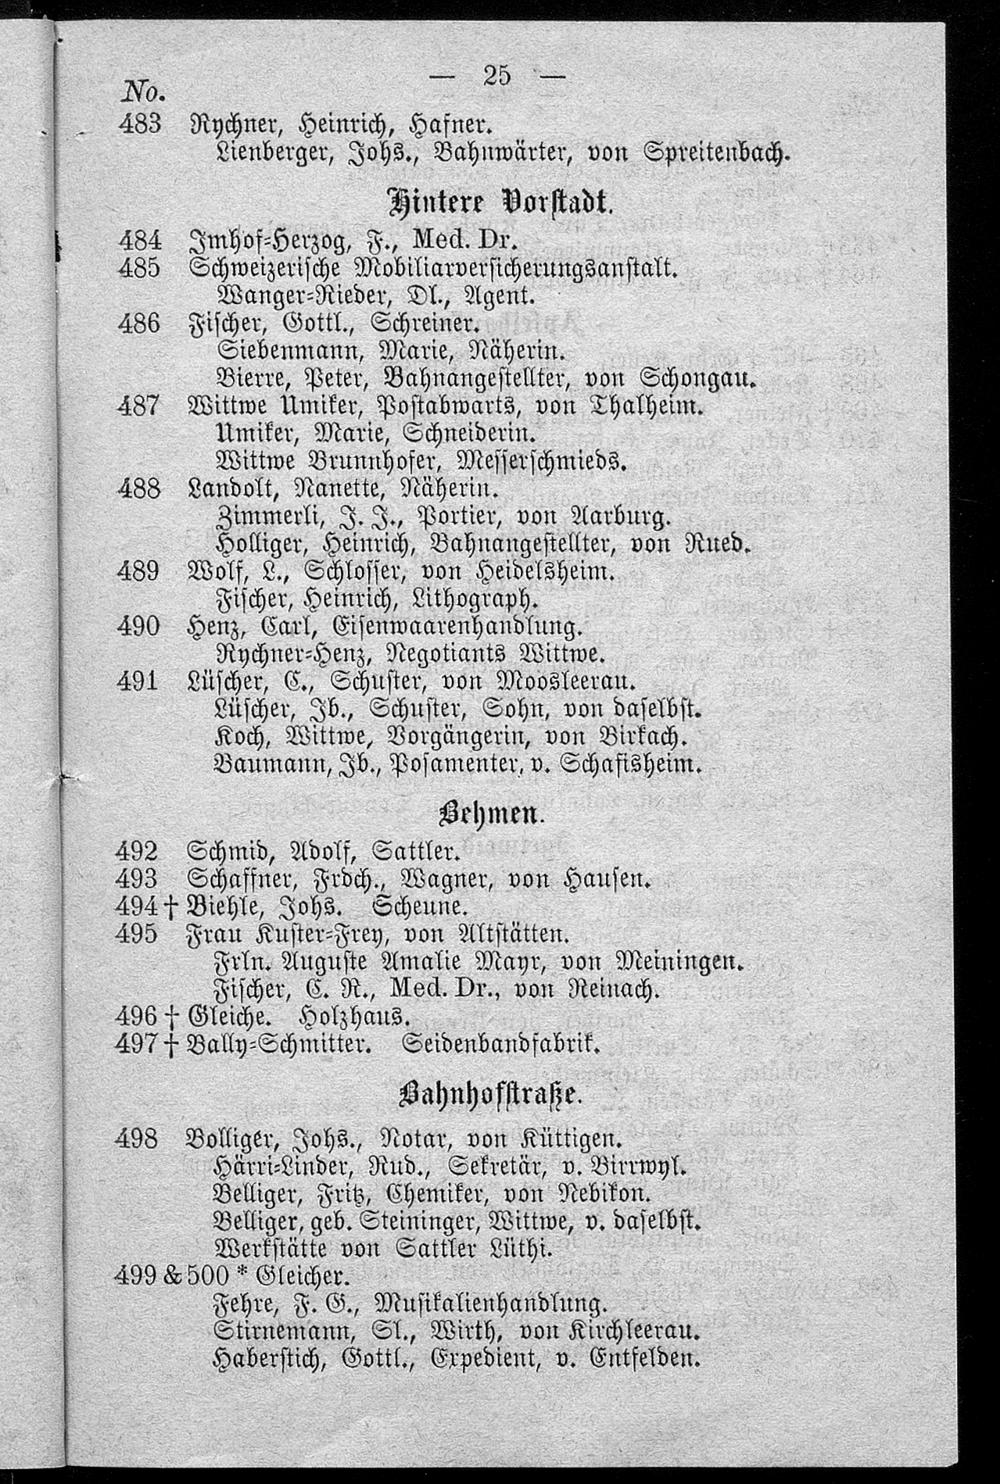 — 25 —
No.
483 Rychner, Heinrich, Hafner.
Lienberger, Johs., Bahnwärter, von Spreitenbach.
Hintere Vorstadt.
484 Imhof-Herzog, F., Med. Dr.
485 Schweizerische Mobiliarversicherungsanstalt.
Wanger-Rieder, Dl., Agent.
486 Fischer, Gottl., Schreiner.
Siebenmann, Marie, Näherin.
Bierre, Peter, Bahnangestellter, von Schongau.
487 Wittwe Umiker, Postabwarts, von Thalheim.
Umiker, Marie, Schneiderin.
Wittwe Brunnhofer, Messerschmieds.
488 Landolt, Nanette, Näherin.
Zimmerli, J. J., Portier, von Aarburg.
Holliger, Heinrich, Bahnangestellter, von Rued.
489 Wolf, L., Schlosser, von Heidelsheim.
Fischer, Heinrich, Lithograph.
490 Henz, Carl, Eisenwaarenhandlung.
Rychner-Henz, Negotiants Wittwe.
491 Lüscher, C., Schuster, von Moosleerau.
Lüscher, Jb., Schuster, Sohn, von daselbst.
Koch, Wittwe, Vorgängerin, von Birkach.
Baumann, Jb., Posamenter, v. Schafisheim.
Behmen.
492 Schmid, Adolf, Sattler.
493 Schaffner, Frdch., Wagner, von Hausen.
494 † Biehle, Johs. Scheune.
495 Frau Kuster-Frey, von Altstätten.
Frln. Auguste Amalie Mayr, von Meiningen.
Fischer, C. R., Med. Dr., von Reinach.
496 † Gleiche. Holzhaus.
497 † Bally-Schmitter. Seidenbandfabrik.
Bahnhofstraße.
498 Bolliger, Johs., Notar, von Küttigen.
Härri-Linder, Rud., Sekretär, v. Birrwyl.
Belliger, Fritz, Chemiker, von Nebikon.
Belliger, geb. Steininger, Wittwe, v. daselbst.
Werkstätte von Sattler Lüthi.
499 & 500 * Gleicher.
Fehre, F. G., Musikalienhandlung.
Stirnemann, Sl., Wirth, von Kirchleerau.
Haberstich, Gottl., Expedient, v. Entfelden.